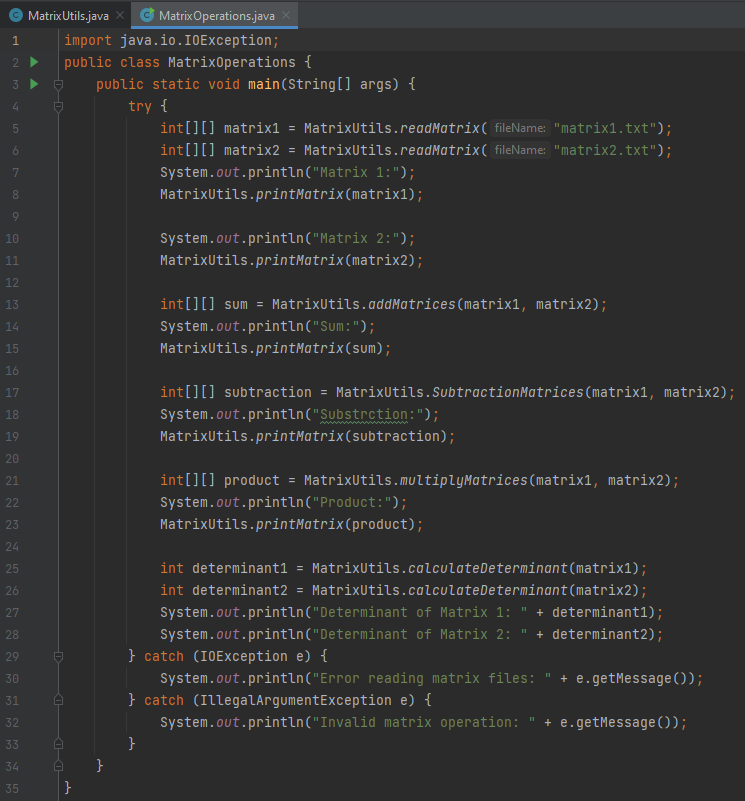 MatrixUtils.java × MatrixOperations.java ×
1 import java.io.IOException;
2 public class MatrixOperations {
3     public static void main(String[] args) {
4         try {
5             int[][] matrix1 = MatrixUtils.readMatrix( fileName: "matrix1.txt");
6             int[][] matrix2 = MatrixUtils.readMatrix( fileName: "matrix2.txt");
7             System.out.println("Matrix 1:");
8             MatrixUtils.printMatrix(matrix1);
9
10             System.out.println("Matrix 2:");
11             MatrixUtils.printMatrix(matrix2);
12
13             int[][] sum = MatrixUtils.addMatrices(matrix1, matrix2);
14             System.out.println("Sum:");
15             MatrixUtils.printMatrix(sum);
16
17             int[][] subtraction = MatrixUtils.SubtractionMatrices(matrix1, matrix2);
18             System.out.println("Substrction:");
19             MatrixUtils.printMatrix(subtraction);
20
21             int[][] product = MatrixUtils.multiplyMatrices(matrix1, matrix2);
22             System.out.println("Product:");
23             MatrixUtils.printMatrix(product);
24
25             int determinant1 = MatrixUtils.calculateDeterminant(matrix1);
26             int determinant2 = MatrixUtils.calculateDeterminant(matrix2);
27             System.out.println("Determinant of Matrix 1: " + determinant1);
28             System.out.println("Determinant of Matrix 2: " + determinant2);
29         } catch (IOException e) {
30             System.out.println("Error reading matrix files: " + e.getMessage());
31         } catch (IllegalArgumentException e) {
32             System.out.println("Invalid matrix operation: " + e.getMessage());
33         }
34     }
35 }